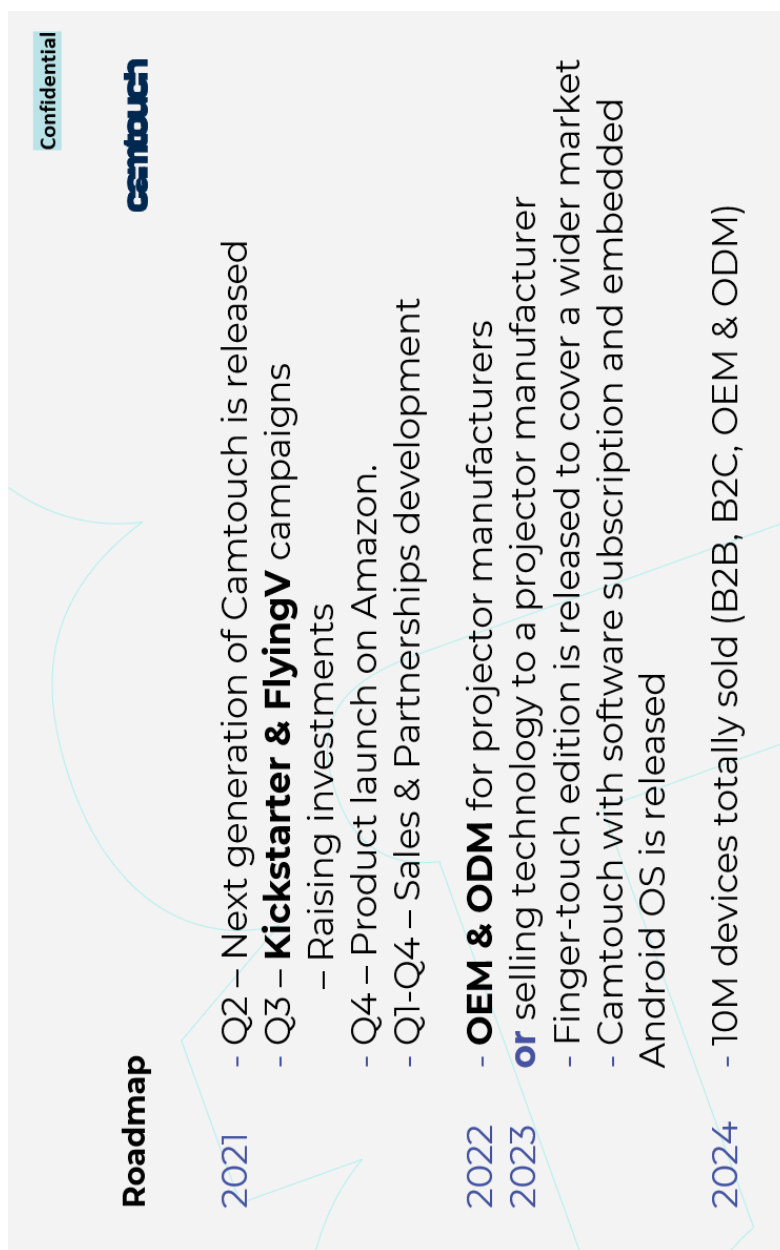 Confidential
Roadmap
camtouch
2021 - Q2 – Next generation of Camtouch is released
- Q3 – Kickstarter & FlyingV campaigns
– Raising investments
- Q4 – Product launch on Amazon.
- Q1-Q4 – Sales & Partnerships development
2022 - OEM & ODM for projector manufacturers
2023 or selling technology to a projector manufacturer
- Finger-touch edition is released to cover a wider market
- Camtouch with software subscription and embedded
Android OS is released
2024 - 10M devices totally sold (B2B, B2C, OEM & ODM)